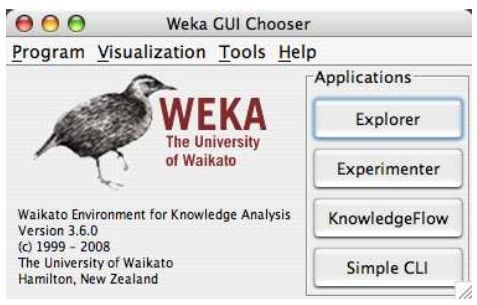 Weka GUI Chooser
Program Visualization Tools Help
WEKA
The University
of Waikato
Waikato Environment for Knowledge Analysis
Version 3.6.0
(c) 1999 – 2008
The University of Waikato
Hamilton, New Zealand
Applications
Explorer
Experimenter
KnowledgeFlow
Simple CLI